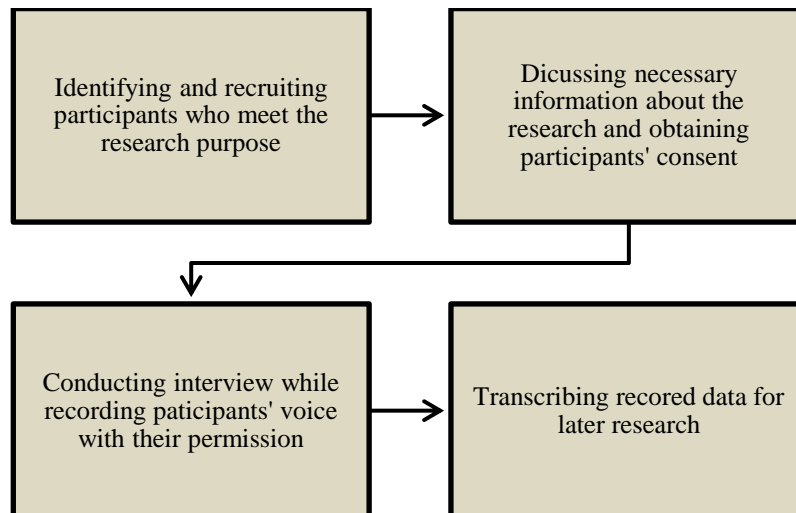 Identifying and recruiting
participants who meet the
research purpose
Dicussing necessary
information about the
research and obtaining
participants' consent
Conducting interview while
recording paticipants' voice
with their permission
Transcribing recored data for
later research